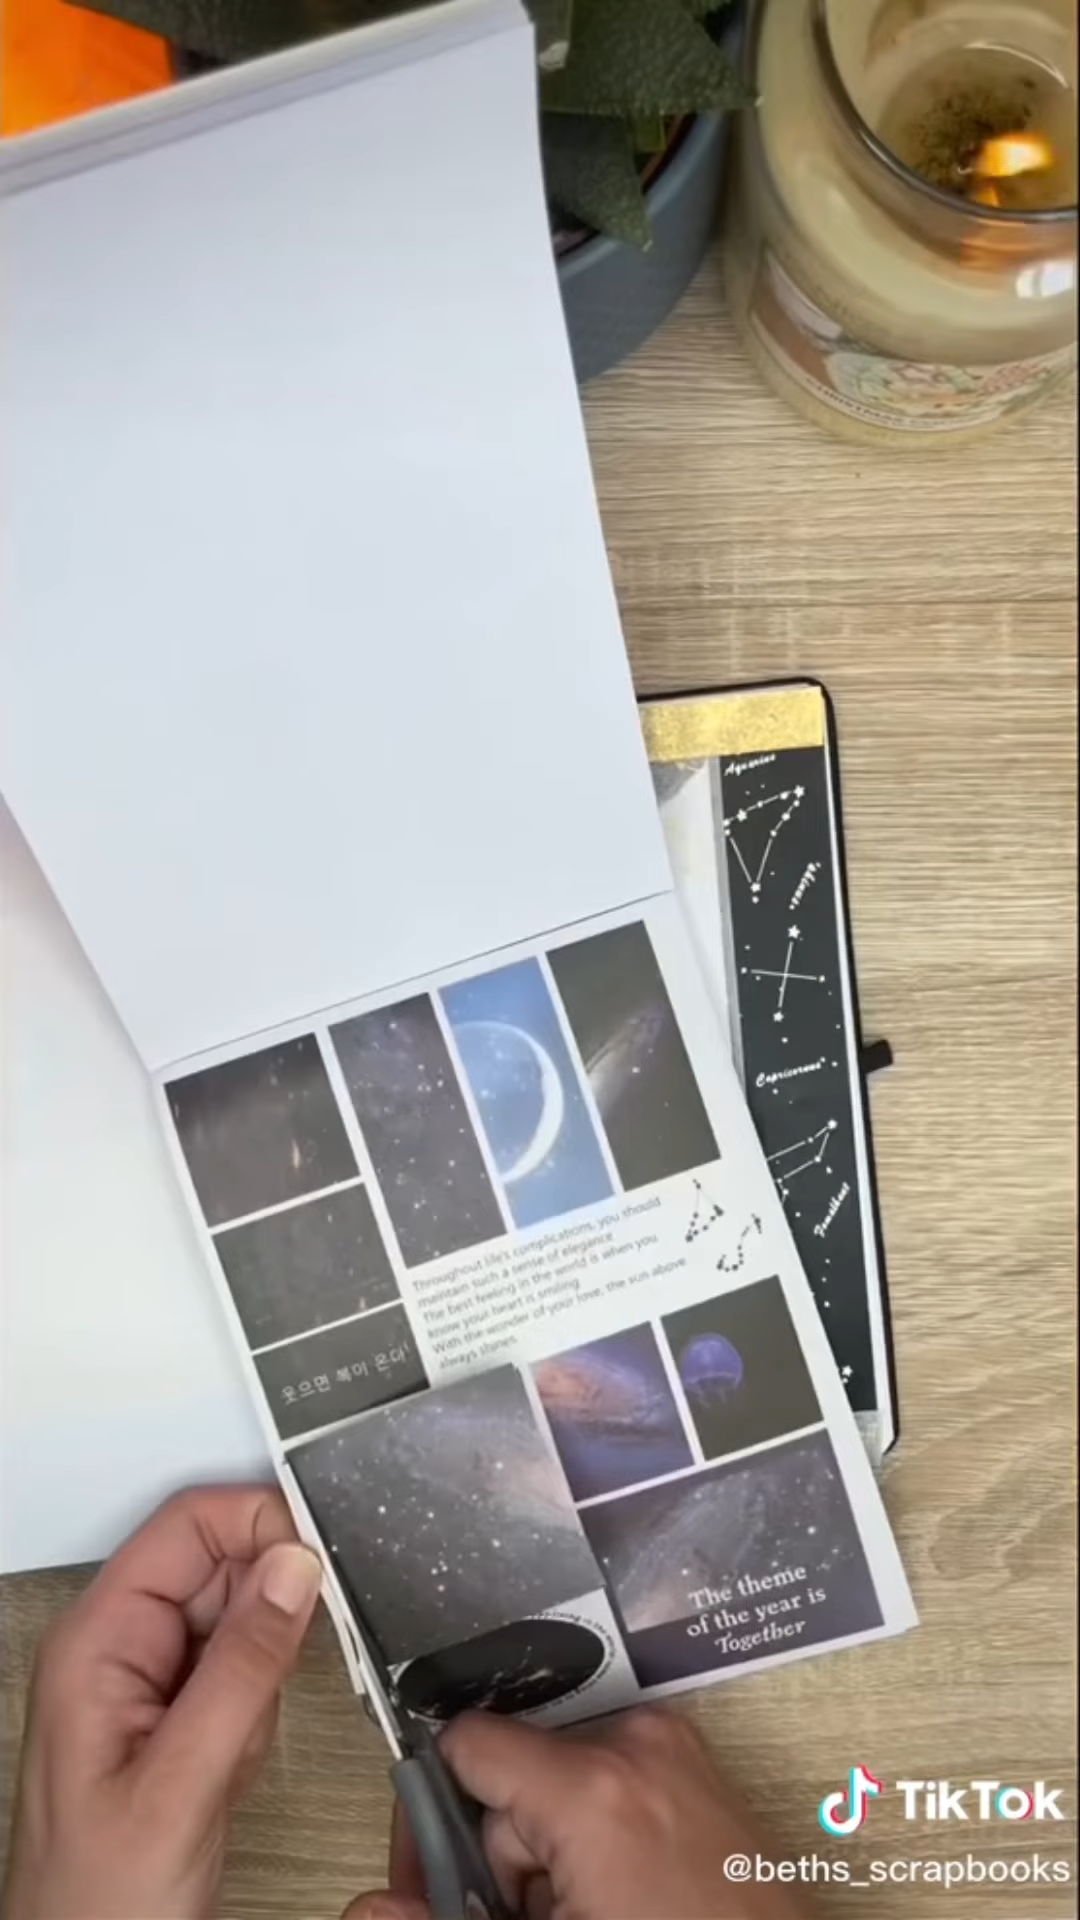 Aquarius
Capricornus
웃으면 복이 온다
Throughout life's complications, you should
maintain such a sense of elegance
The best feeling in the world is when you
know your heart is smiling
With the wonder of your love, the sun above
always shines
The theme
of the year is
Together
TikTok
@beths_scrapbooks